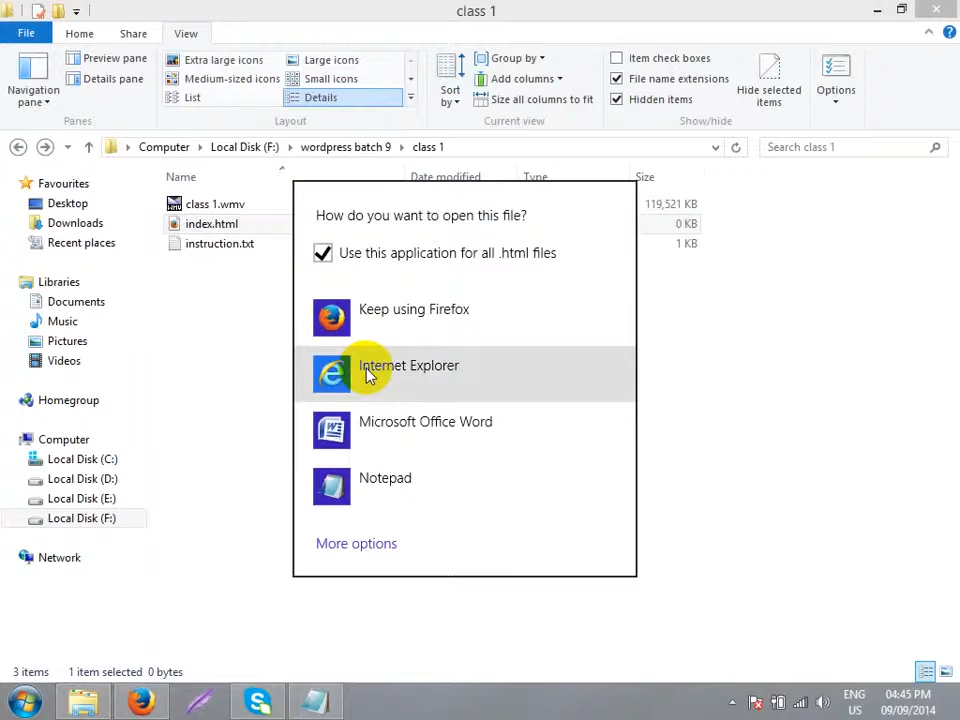 class 1
File Home Share View
Preview pane
Details pane
Navigation pane
Panes
Extra large icons Large icons
Medium-sized icons Small icons
List Details
Layout
Sort by
Group by
Add columns
Size all columns to fit
Current view
Item check boxes
File name extensions
Hidden items
Hide selected items
Show/hide
Options
Computer Local Disk (F:) wordpress batch 9 class 1
Search class 1
Name Date modified Type Size
Favourites
Desktop
Downloads
Recent places
Libraries
Documents
Music
Pictures
Videos
Homegroup
Computer
Local Disk (C:)
Local Disk (D:)
Local Disk (E:)
Local Disk (F:)
Network
class 1.wmv 119,521 KB
index.html 0 KB
instruction.txt 1 KB
How do you want to open this file?
Use this application for all .html files
Keep using Firefox
Internet Explorer
Microsoft Office Word
Notepad
More options
3 items 1 item selected 0 bytes
ENG 04:45 PM
US 09/09/2014